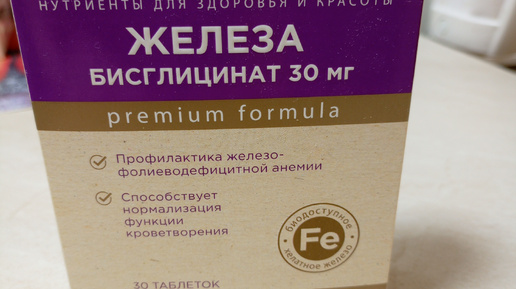 НУТРИЕНТЫ ДЛЯ ЗДОРОВЬЯ И КРАСОТЫ
ЖЕЛЕЗА
БИСГЛИЦИНАТ 30 мг
premium formula
Профилактика железо-
фолиеводефицитной анемии
Способствует
нормализация
функции
кроветворения
биодоступное
Fe
хелатное железо
30 ТАБЛЕТОК